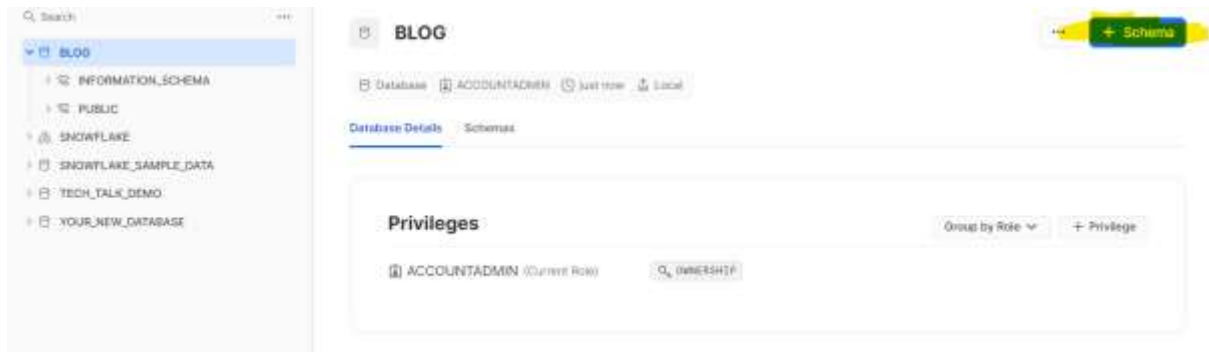 Search
BLOG
INFORMATION_SCHEMA
PUBLIC
SNOWFLAKE
SNOWFLAKE_SAMPLE_DATA
TECH_TALK_DEMO
YOUR_NEW_DATABASE
BLOG
+ Schema
Database ACCOUNTADMIN Just now Local
Database Details Schemas
Privileges
Group by Role + Privilege
ACCOUNTADMIN (Current Role) OWNERSHIP